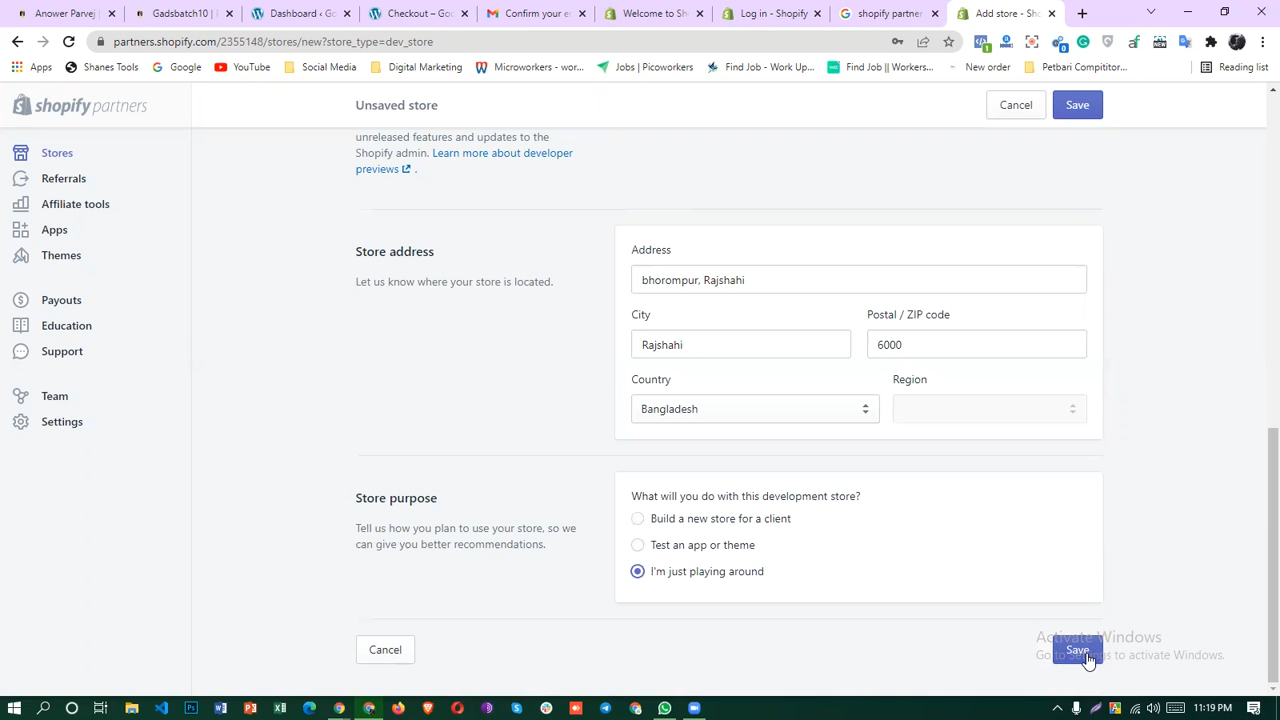 Anower Parvej |
Gadsbatch10 |
Dashboard ‹ Go
Checkout – Goo
Confirm your e
Welcome to Sh
Log in - Shopify
shopify partner
Add store - Sho
partners.shopify.com/2355148/stores/new?store_type=dev_store
Apps
Shanes Tools
Google
YouTube
Social Media
Digital Marketing
Microworkers - wor...
Jobs | Picoworkers
Find Job - Work Up...
Find Job || Workers...
New order
Petbari Compititor...
Reading list
shopify partners
Unsaved store
Cancel
Save
unreleased features and updates to the
Shopify admin. Learn more about developer
previews .
Stores
Referrals
Affiliate tools
Apps
Themes
Payouts
Education
Support
Team
Settings
Store address
Let us know where your store is located.
Address
bhorompur, Rajshahi
City
Postal / ZIP code
Rajshahi
6000
Country
Region
Bangladesh
Store purpose
Tell us how you plan to use your store, so we
can give you better recommendations.
What will you do with this development store?
Build a new store for a client
Test an app or theme
I'm just playing around
Cancel
Save
Activate Windows
Go to Settings to activate Windows.
11:19 PM